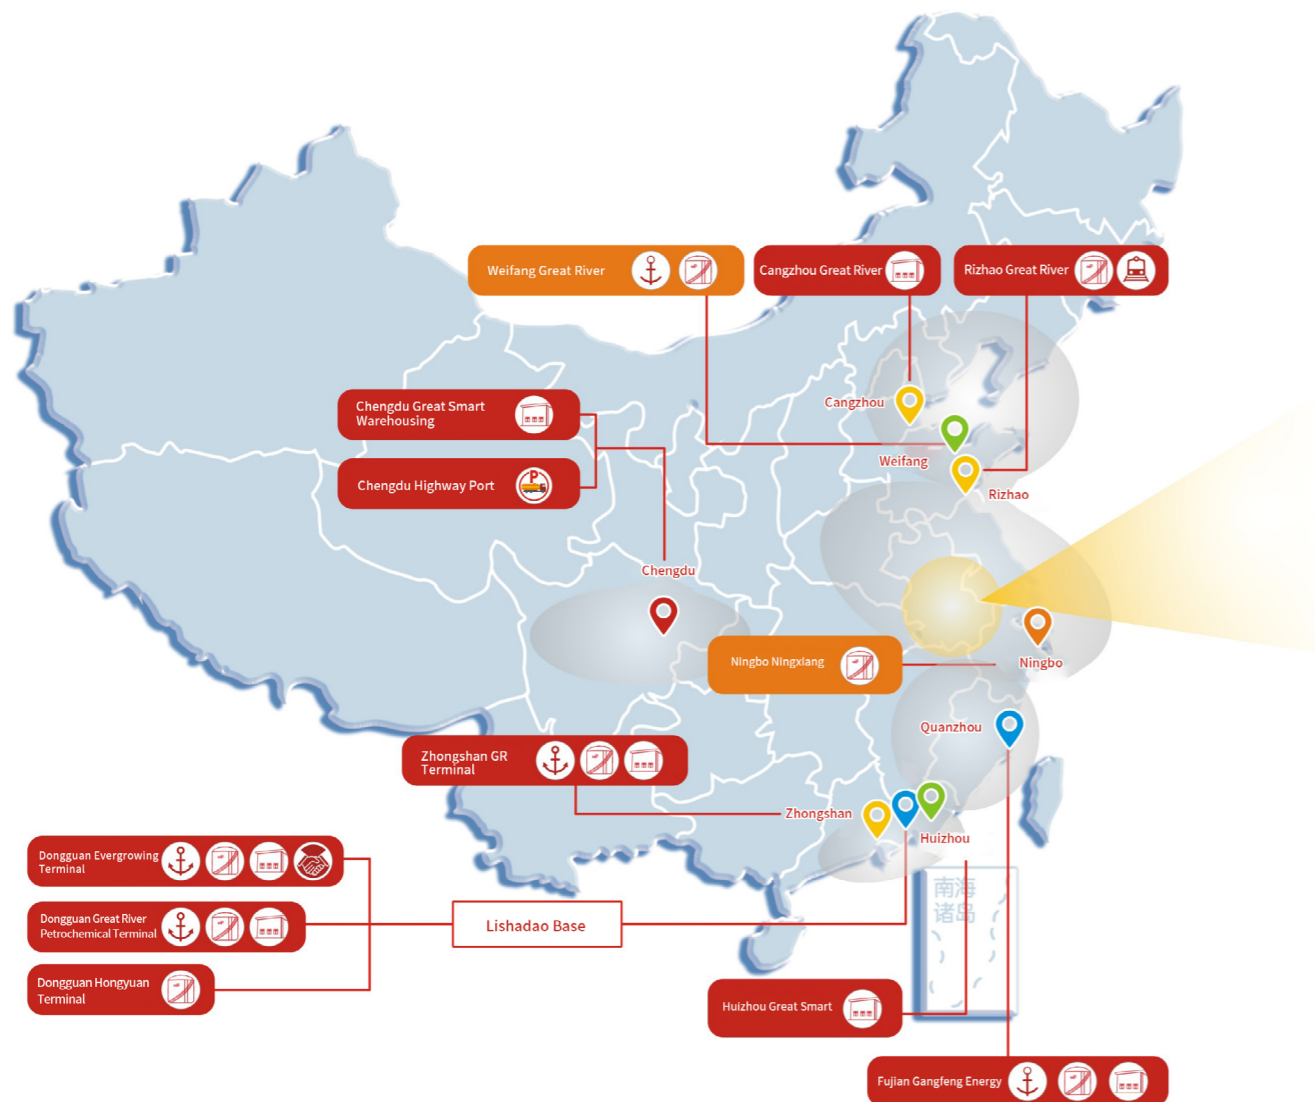 Weifang Great River
Cangzhou Great River
Rizhao Great River
Chengdu Great Smart
Warehousing
Cangzhou
Weifang
Chengdu Highway Port
P
Rizhao
Chengdu
Ningbo Ningxiang
Ningbo
Quanzhou
Zhongshan GR
Terminal
Zhongshan
Huizhou
Dongguan Evergrowing
Terminal
南海
诸岛
Dongguan Great River
Petrochemical Terminal
Lishadao Base
Dongguan Hongyuan
Terminal
Huizhou Great Smart
Fujian Gangfeng Energy